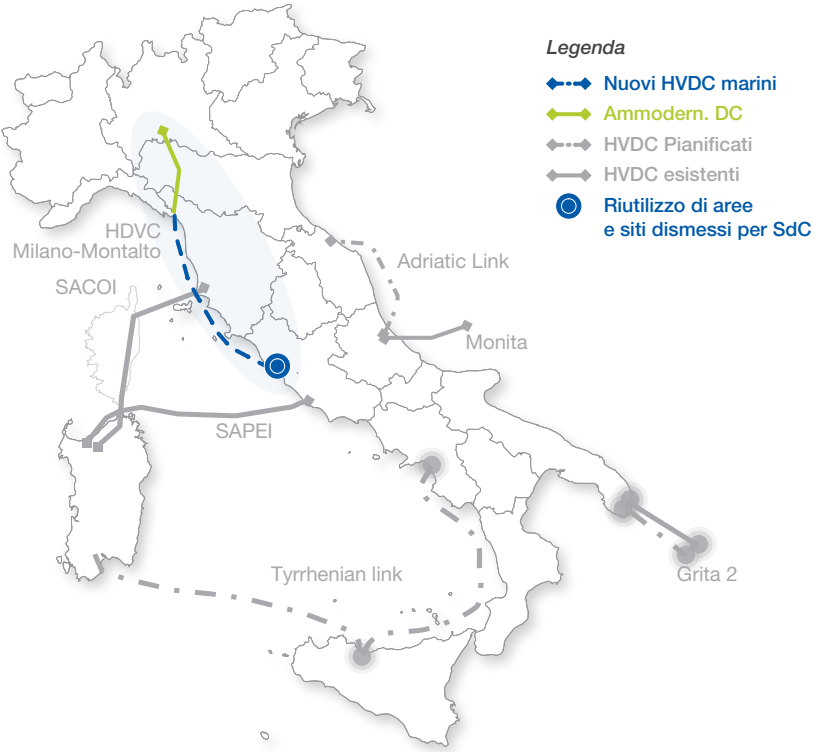 Legenda
Nuovi HVDC marini
Ammodern. DC
HVDC Pianificati
HVDC esistenti
Riutilizzo di aree
e siti dismessi per SdC
HDVC
Milano-Montalto
SACOI
Adriatic Link
Monita
SAPEI
Tyrrhenian link
Grita 2